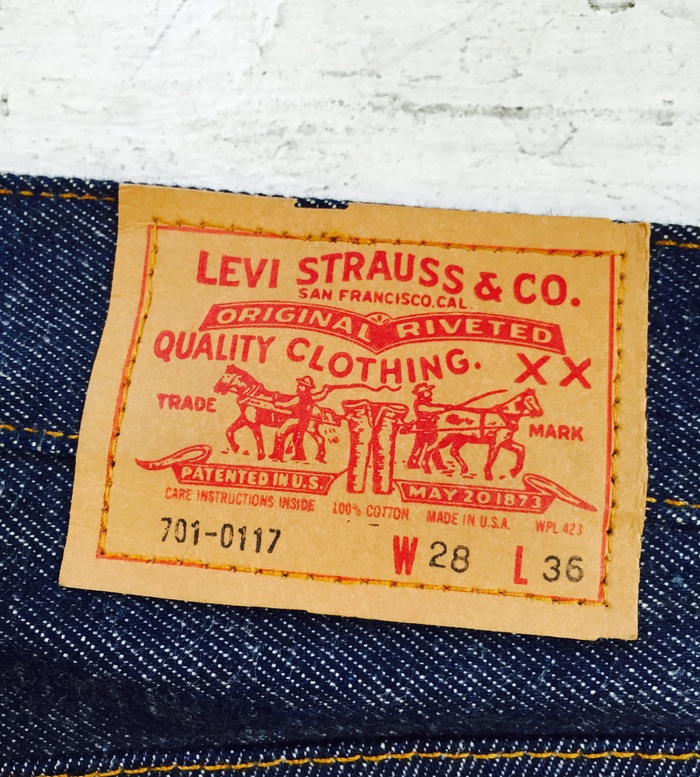 LEVI STRAUSS & CO.
SAN FRANCISCO, CAL.
ORIGINAL RIVETED
QUALITY CLOTHING. XX
TRADE MARK
PATENTED IN U.S. MAY 20 1873
CARE INSTRUCTIONS INSIDE 100% COTTON MADE IN U.S.A. WPL 423
701-0117 W 28 L 36